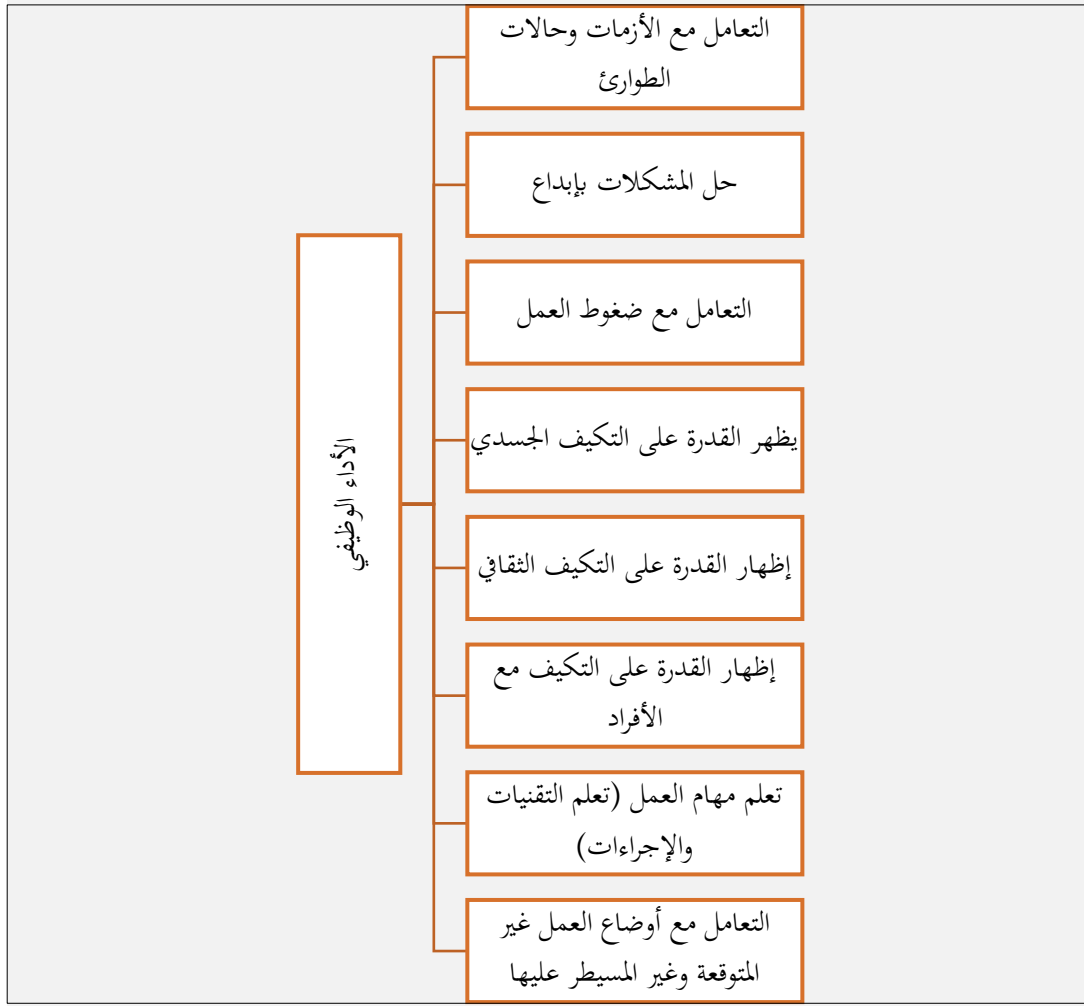 التعامل مع الأزمات وحالات
الطوارئ
حل المشكلات بإبداع
التعامل مع ضغوط العمل
يظهر القدرة على التكيف الجسدي
إظهار القدرة على التكيف الثقافي
إظهار القدرة على التكيف مع
الأفراد
تعلم مهام العمل (تعلم التقنيات
والإجراءات)
التعامل مع أوضاع العمل غير
المتوقعة وغير المسيطر عليها
الأداء الوظيفي